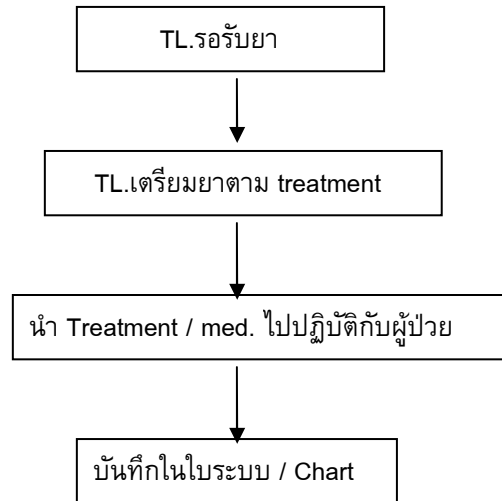 TL.รอรับยา
TL.เตรียมยาตาม treatment
นำ Treatment / med. ไปปฏิบัติกับผู้ป่วย
บันทึกในใบระบบ / Chart